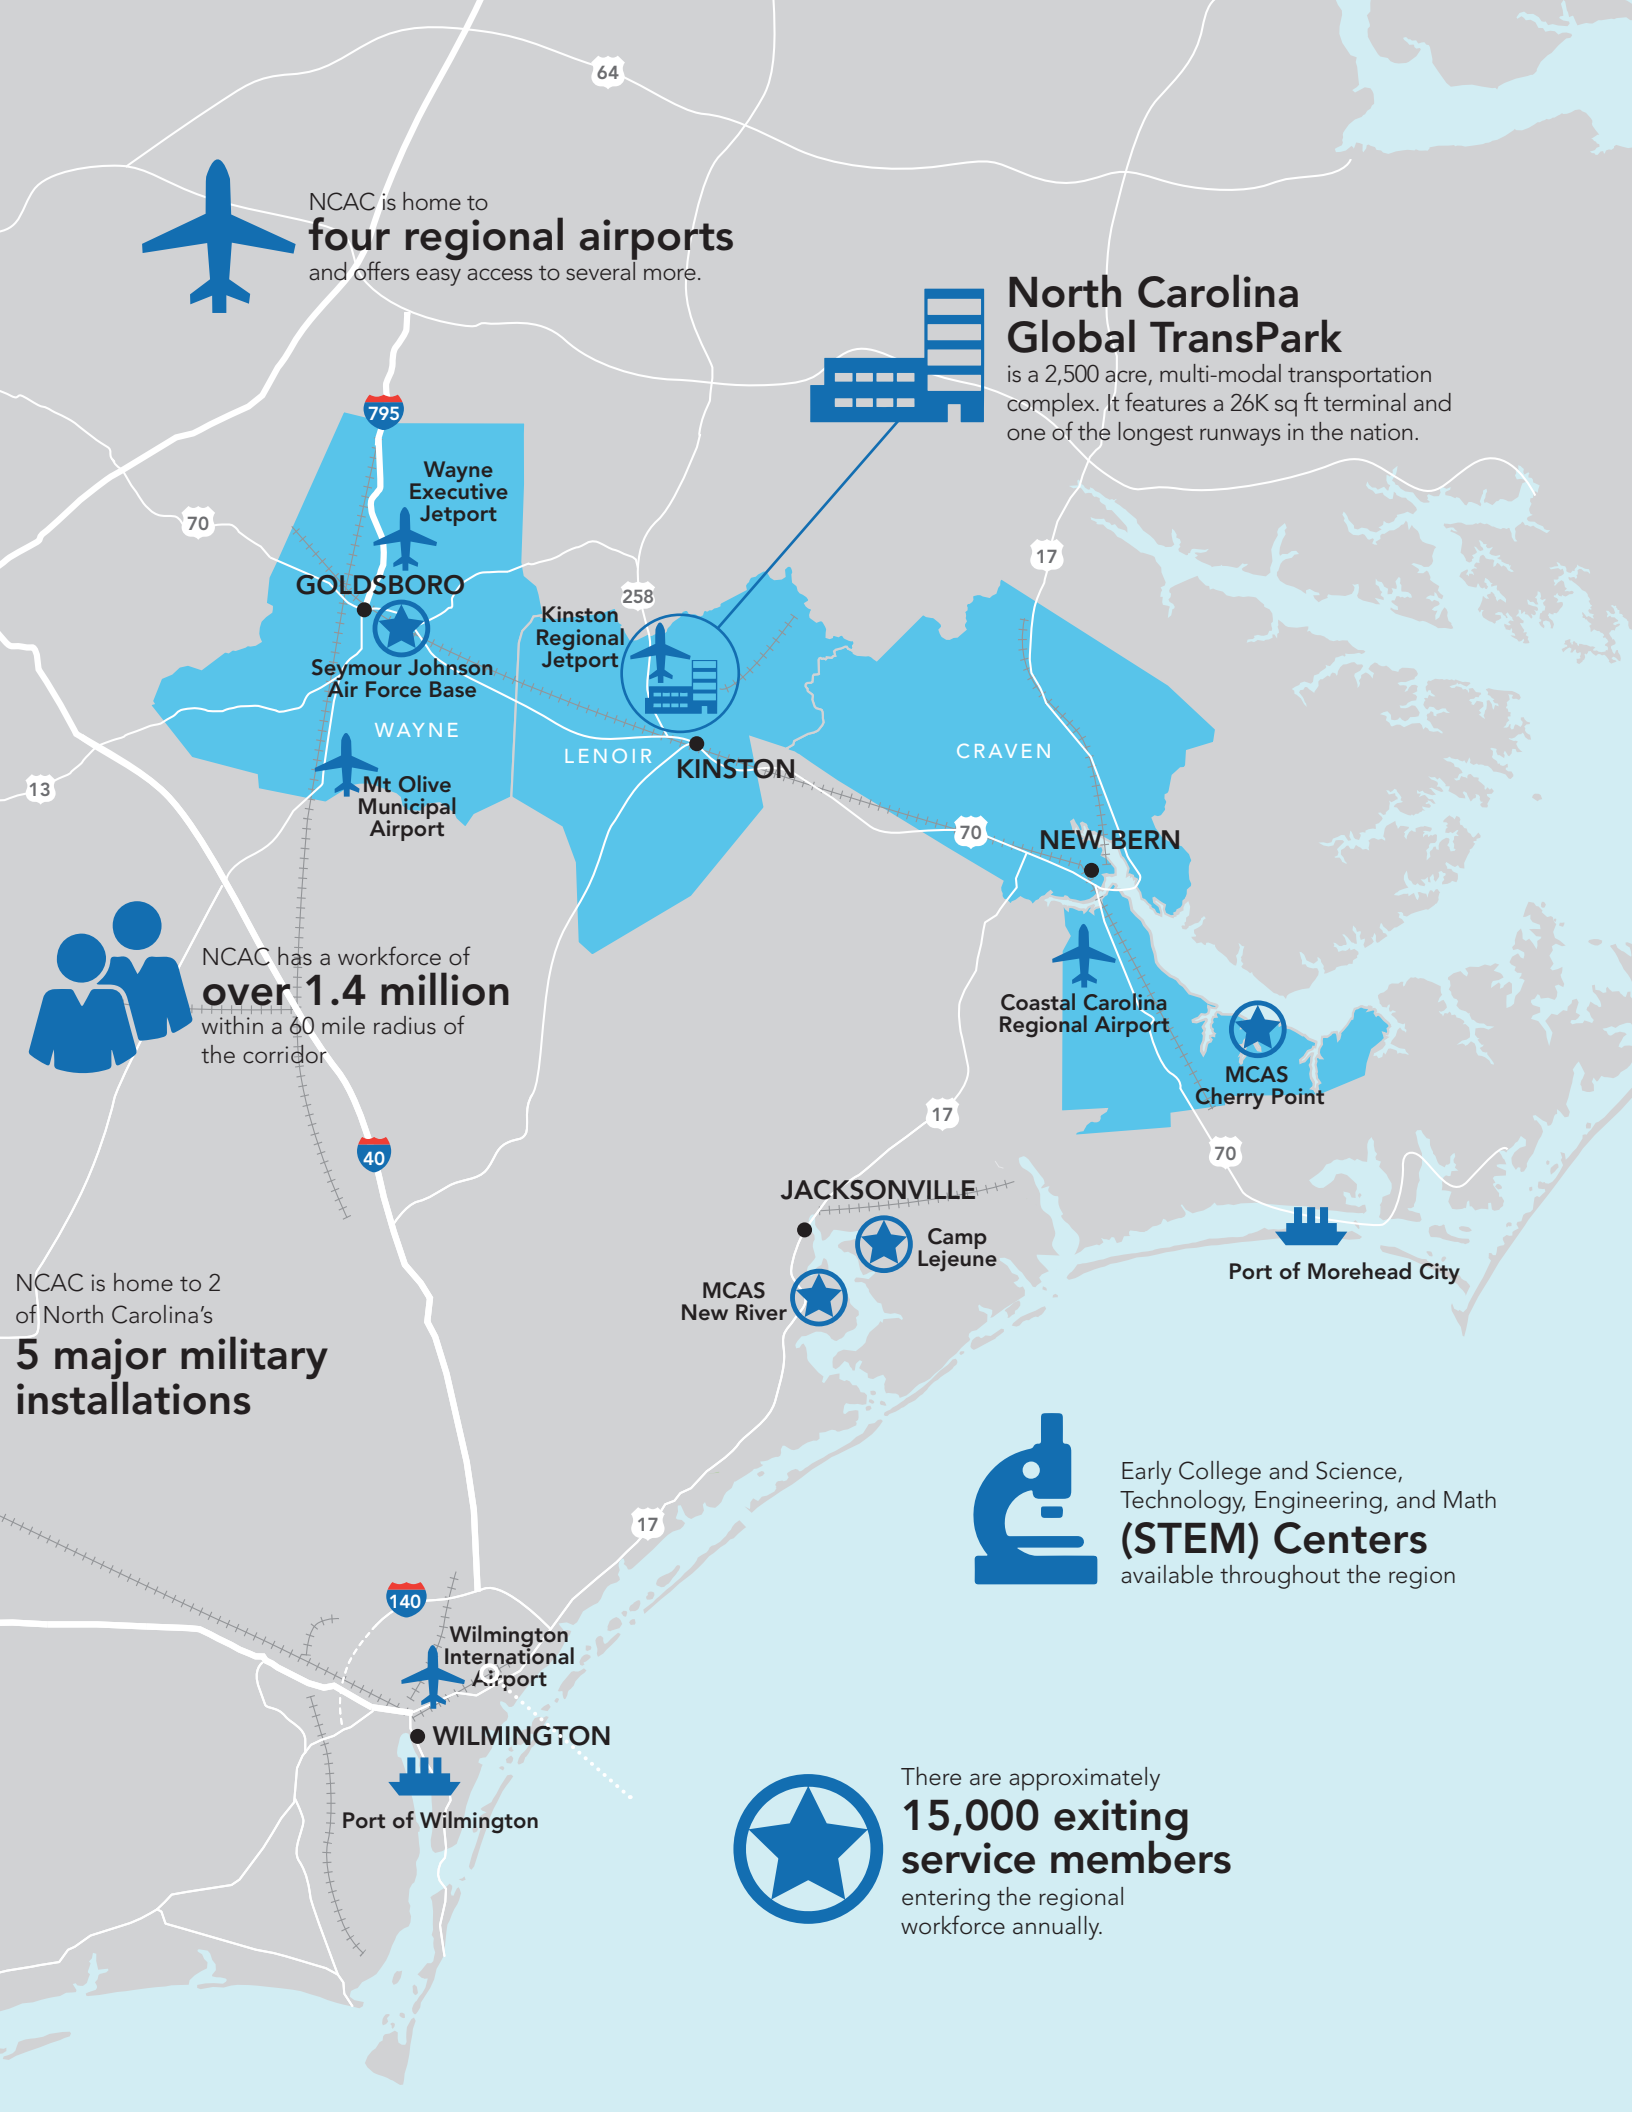 64
NCAC is home to
four regional airports
and offers easy access to several more.
North Carolina
Global TransPark
is a 2,500 acre, multi-modal transportation
complex. It features a 26K sq ft terminal and
one of the longest runways in the nation.
795
Wayne
Executive
Jetport
70
17
GOLDSBORO
258
Kinston
Regional
Jetport
Seymour Johnson
Air Force Base
WAYNE
LENOIR
CRAVEN
KINSTON
13
Mt Olive
Municipal
Airport
70
NEW BERN
NCAC has a workforce of
over 1.4 million
within a 60 mile radius of
the corridor
Coastal Carolina
Regional Airport
MCAS
Cherry Point
17
40
70
JACKSONVILLE
Camp
Lejeune
MCAS
New River
Port of Morehead City
NCAC is home to 2
of North Carolina’s
5 major military
installations
Early College and Science,
Technology, Engineering, and Math
(STEM) Centers
available throughout the region
17
140
Wilmington
International
Airport
WILMINGTON
Port of Wilmington
There are approximately
15,000 exiting
service members
entering the regional
workforce annually.